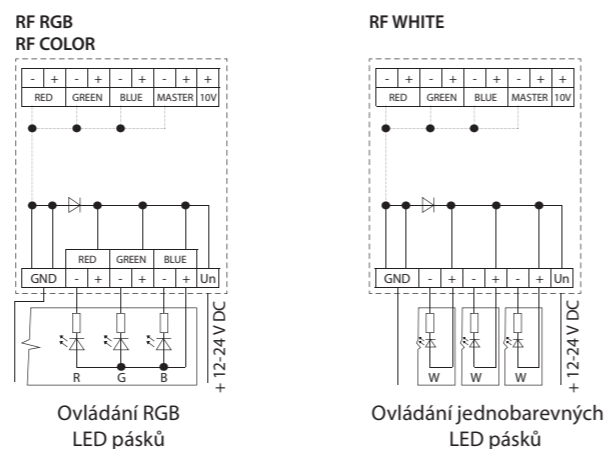 RF RGB
RF COLOR
- + - + - + - + +
RED GREEN BLUE MASTER 10V
RED GREEN BLUE
GND - + - + - + Un
R G B
+ 12-24 V DC
Ovládání RGB
LED pásků
RF WHITE
- + - + - + - + +
RED GREEN BLUE MASTER 10V
GND - + - + - + Un
W W W
+ 12-24 V DC
Ovládání jednobarevných
LED pásků